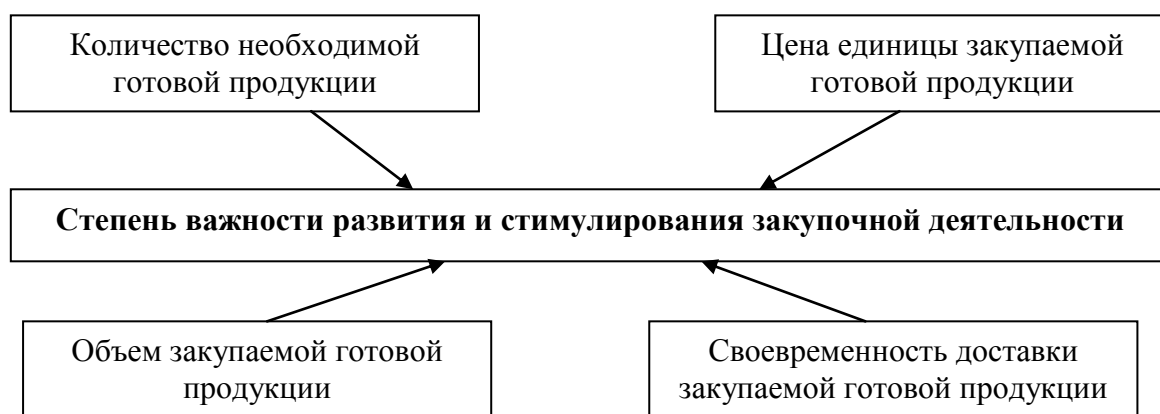 Количество необходимой
готовой продукции
Цена единицы закупаемой
готовой продукции
Степень важности развития и стимулирования закупочной деятельности
Объем закупаемой готовой
продукции
Своевременность доставки
закупаемой готовой продукции